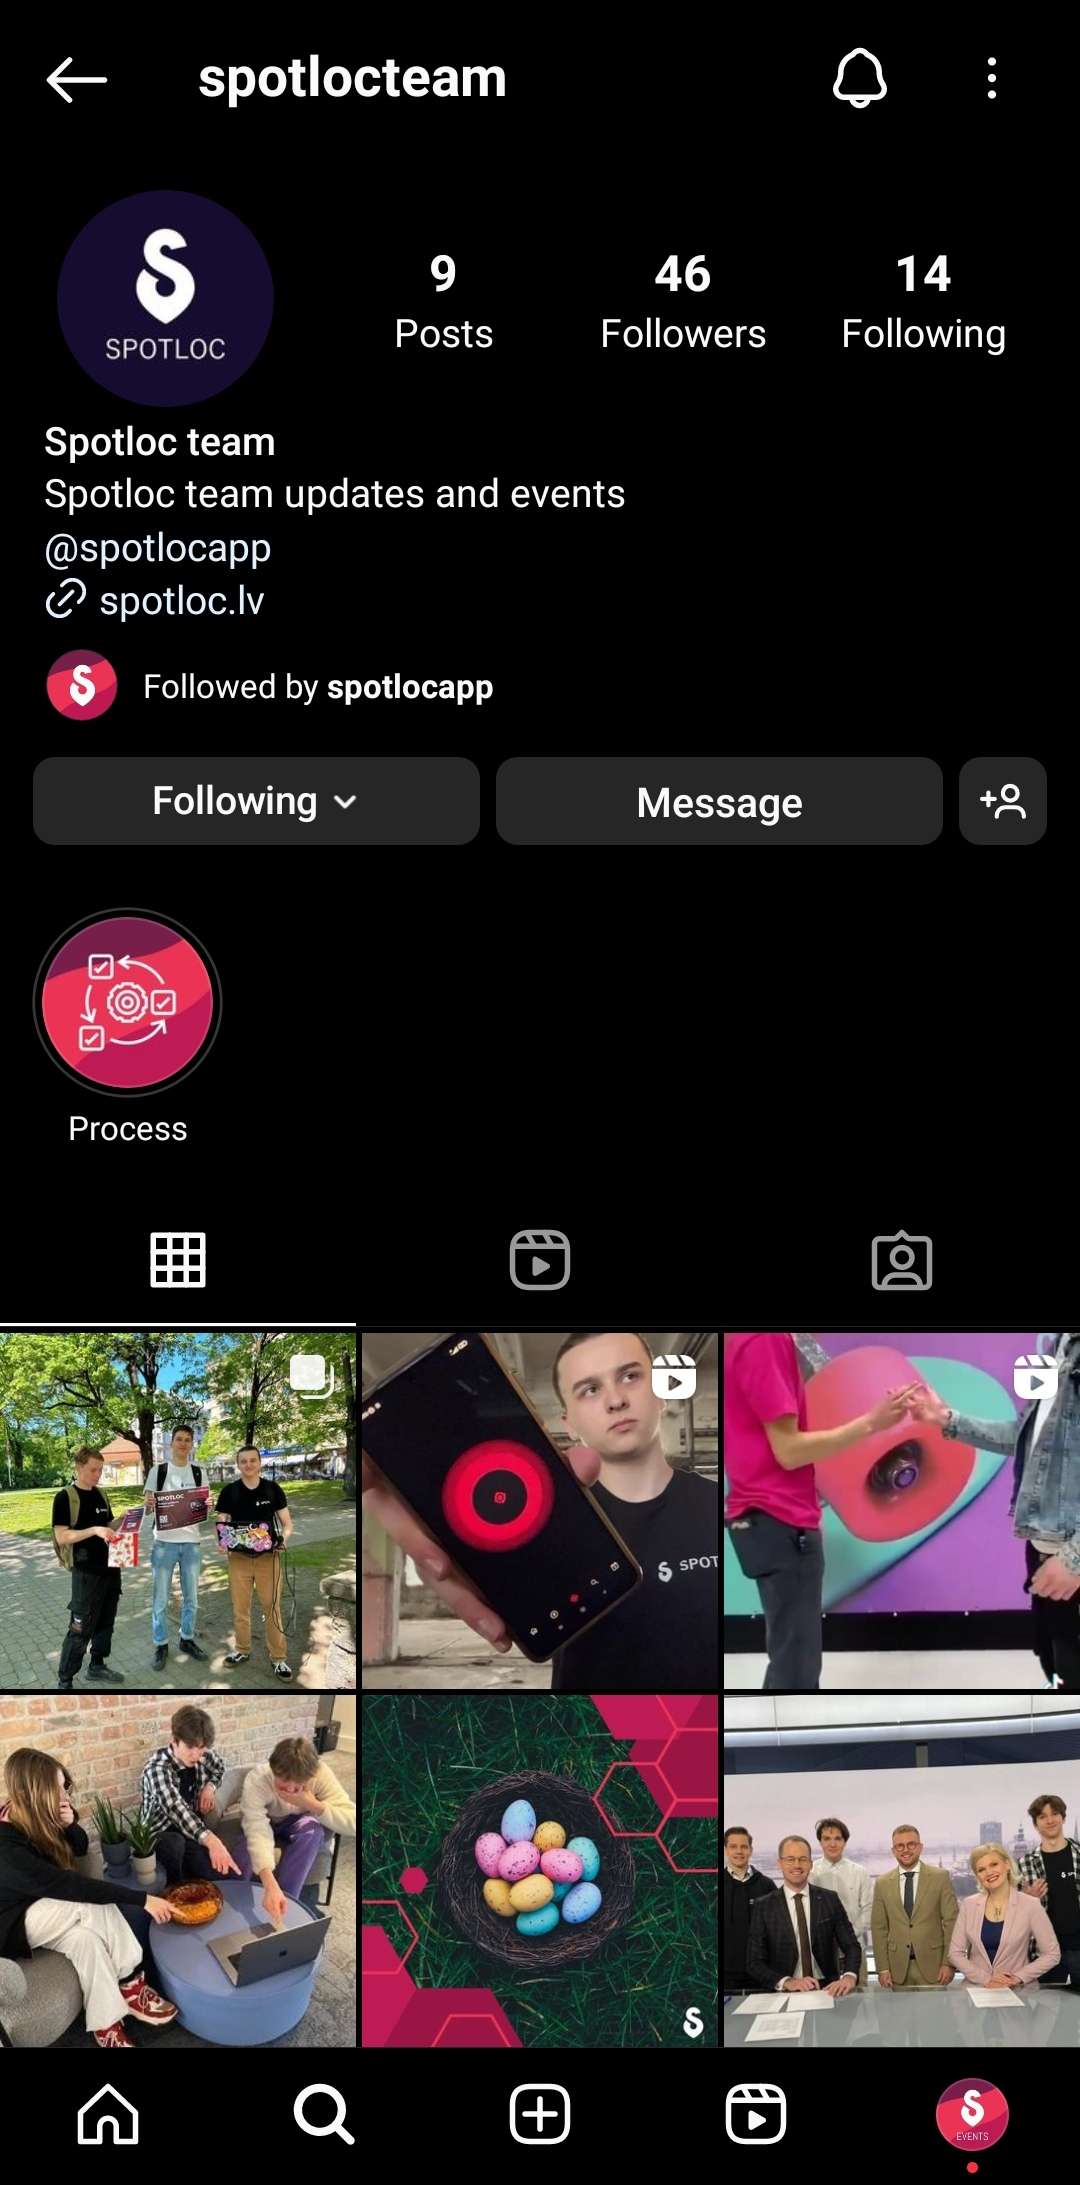 spotlocteam
SPOTLOC
9
Posts
46
Followers
14
Following
Spotloc team
Spotloc team updates and events
@spotlocapp
spotloc.lv
Followed by spotlocapp
Following
Message
Process
SPOTLOC
SPOT
EVENTS